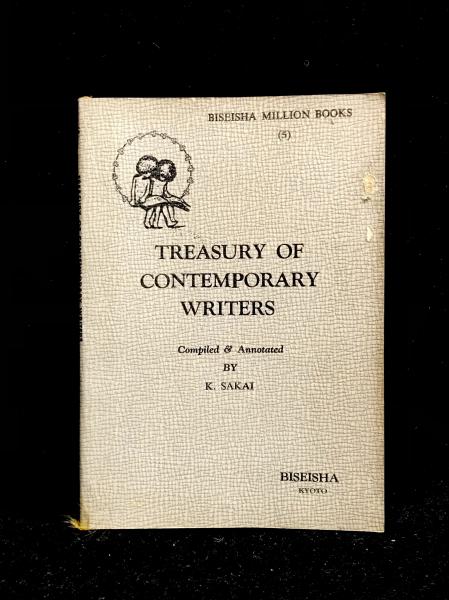 BISEISHA MILLION BOOKS
(5)
TREASURY OF
CONTEMPORARY
WRITERS
Compiled & Annotated
BY
K. SAKAI
BISEISHA
KYOTO